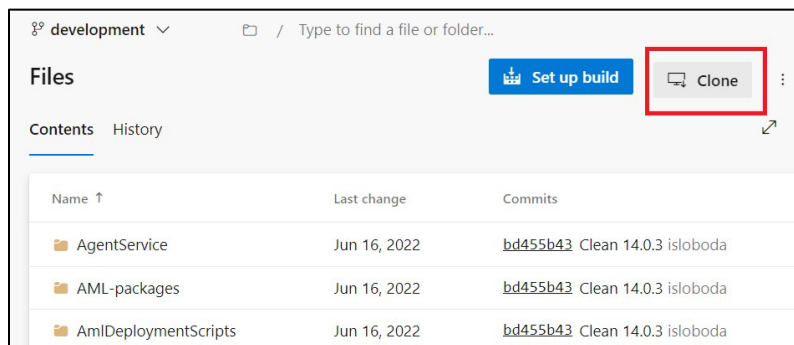 development / Type to find a file or folder...
Files Set up build Clone
Contents History
Name ↑ Last change Commits
AgentService Jun 16, 2022 bd455b43 Clean 14.0.3 isloboda
AML-packages Jun 16, 2022 bd455b43 Clean 14.0.3 isloboda
AmlDeploymentScripts Jun 16, 2022 bd455b43 Clean 14.0.3 isloboda